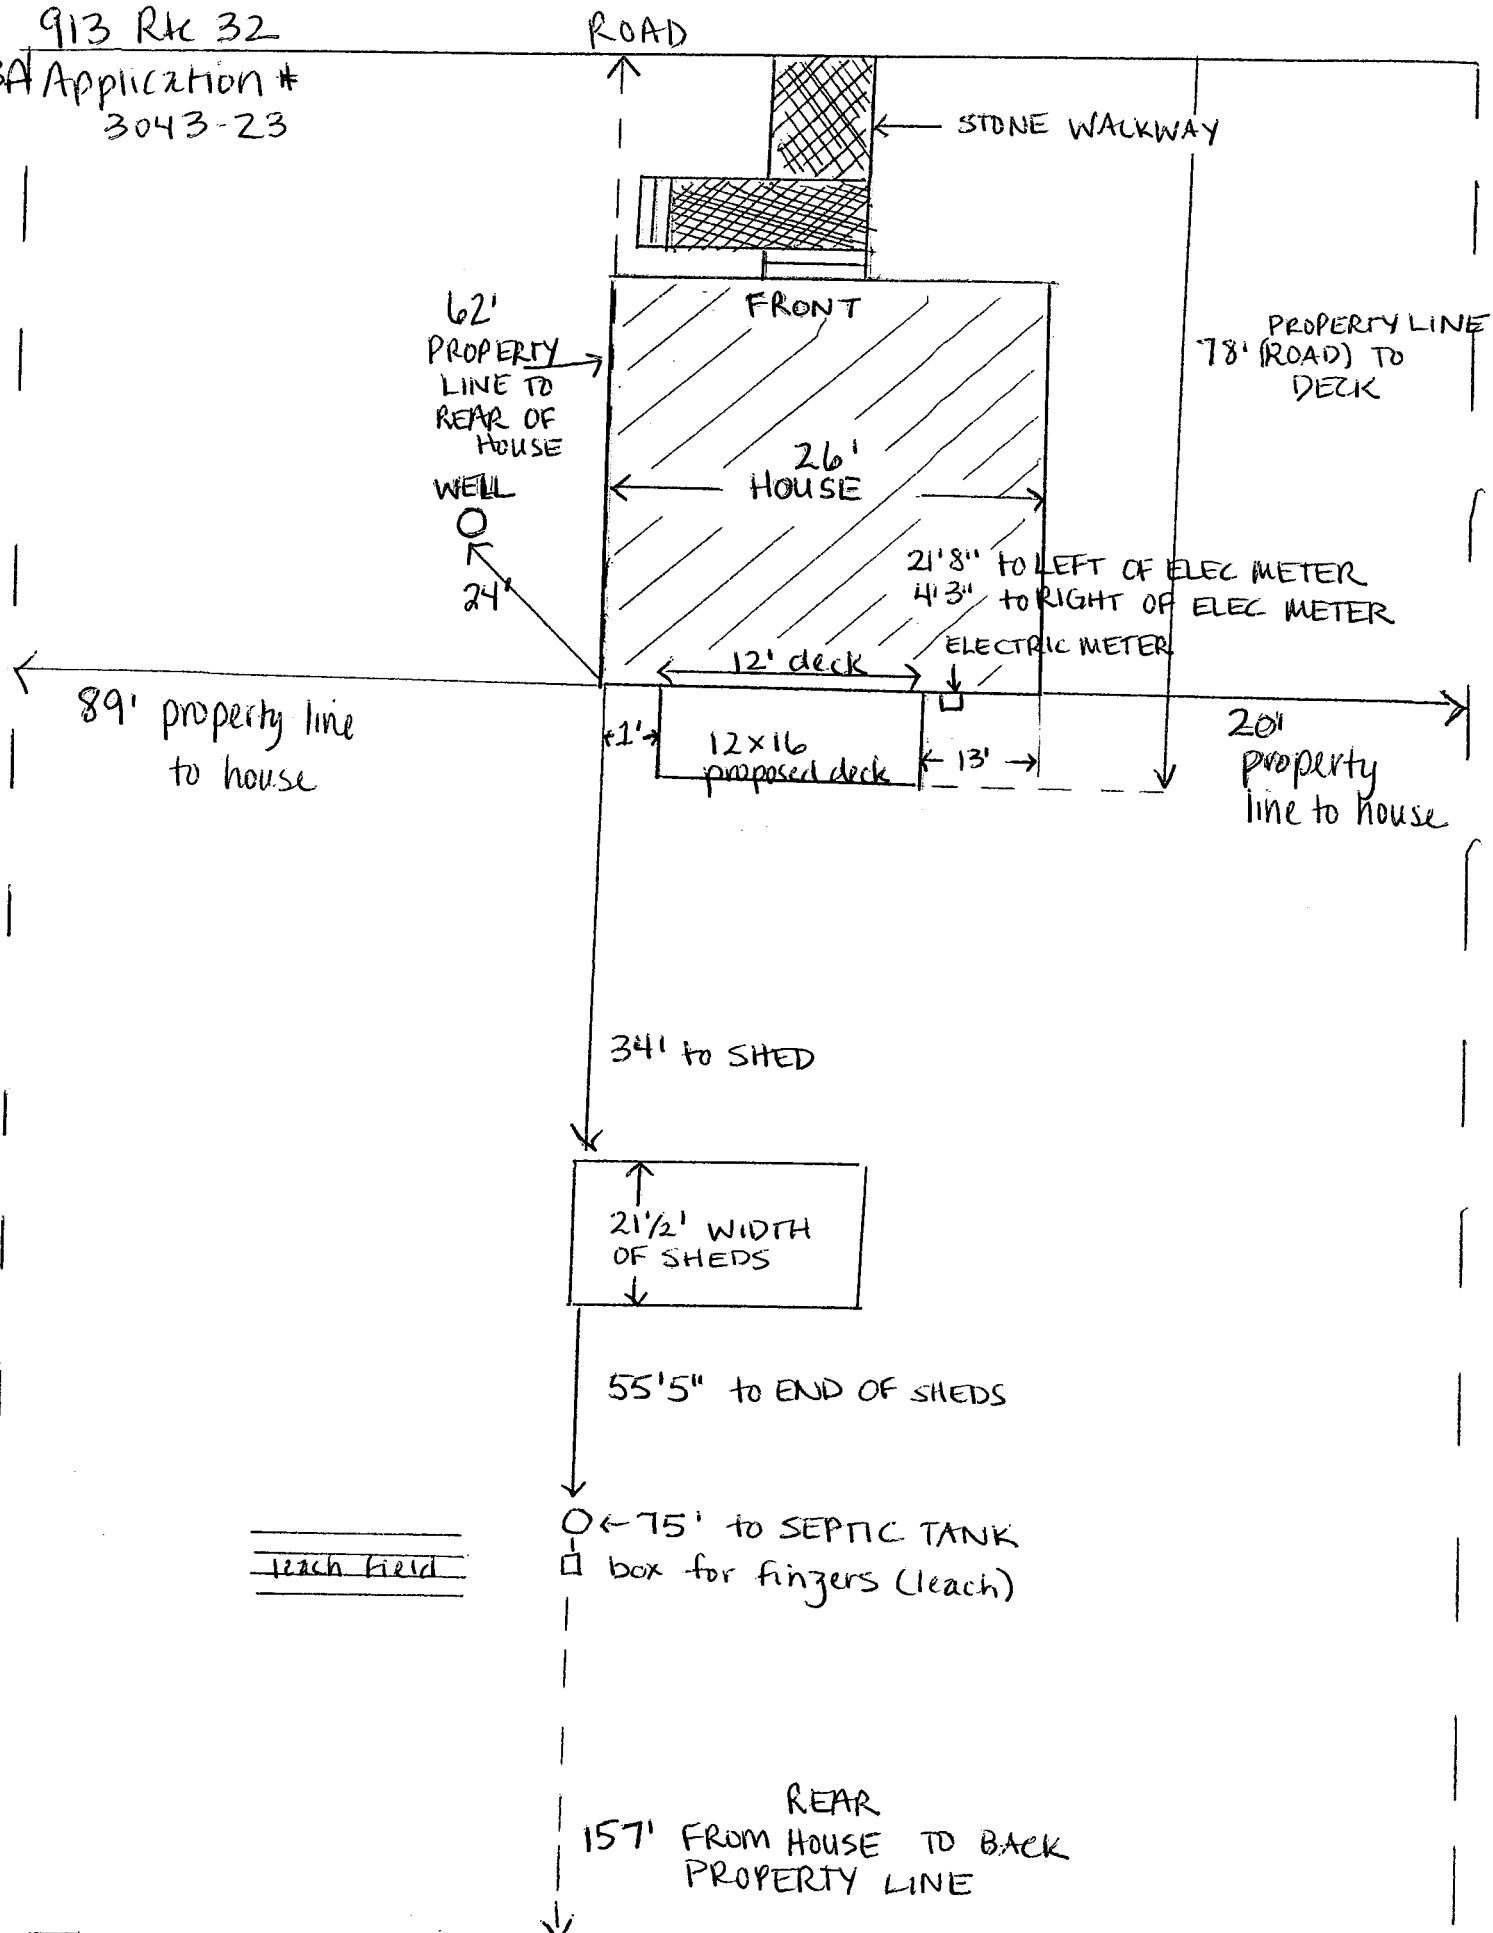 913 Rte 32
ROAD
A Application #
3043-23
STONE WALKWAY
FRONT
62'
PROPERTY
LINE TO
REAR OF
HOUSE
PROPERTY LINE
78' (ROAD) TO
DECK
26'
HOUSE
WELL
24'
21'8" to LEFT OF ELEC METER
4'3" to RIGHT OF ELEC METER
ELECTRIC METER
12' deck
89' property line
to house
1'
12x16
proposed deck
13'
20'
property
line to house
34' to SHED
21 1/2' WIDTH
OF SHEDS
55'5" to END OF SHEDS
75' to SEPTIC TANK
leach field
box for fingers (leach)
REAR
157' FROM HOUSE TO BACK
PROPERTY LINE